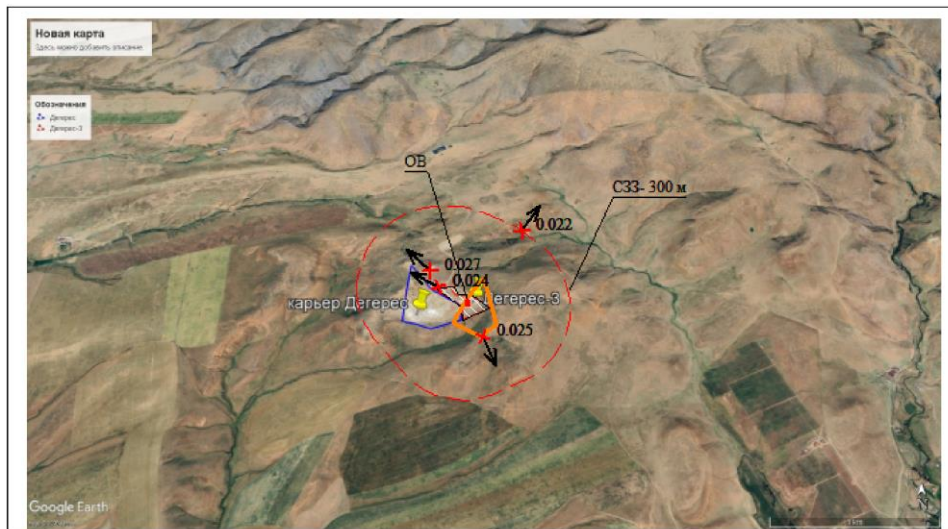 Новая карта
Здесь можно добавить описание
Обозначения
Дегерес
Дегерес-3
ОВ
СЗЗ- 300 м
0.022
0.027
0.024
карьер Дегерес
Дегерес-3
0.025
Google Earth
N